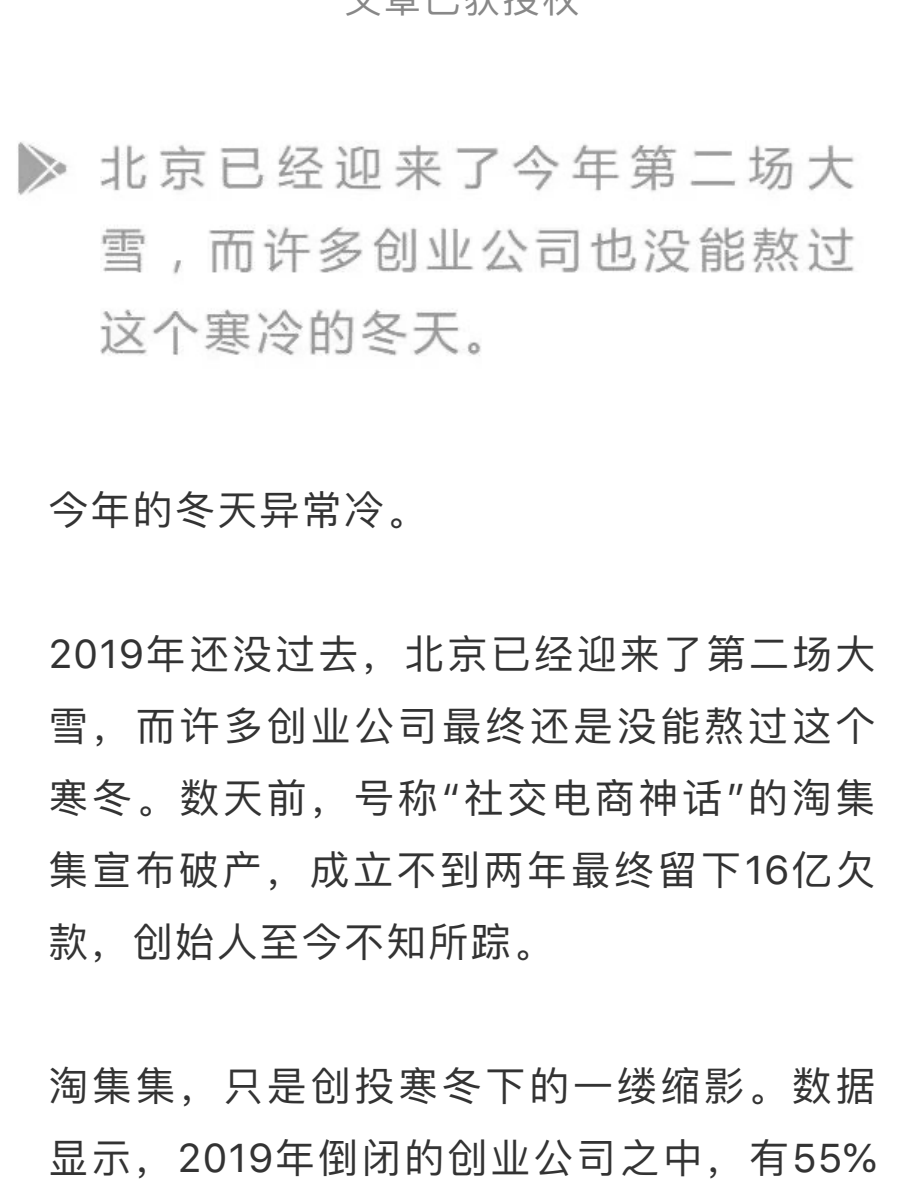 文章已获授权
北京已经迎来了今年第二场大
雪，而许多创业公司也没能熬过
这个寒冷的冬天。
今年的冬天异常冷。
2019年还没过去，北京已经迎来了第二场大
雪，而许多创业公司最终还是没能熬过这个
寒冬。数天前，号称“社交电商神话”的淘集
集宣布破产，成立不到两年最终留下16亿欠
款，创始人至今不知所踪。
淘集集，只是创投寒冬下的一缕缩影。数据
显示，2019年倒闭的创业公司之中，有55%